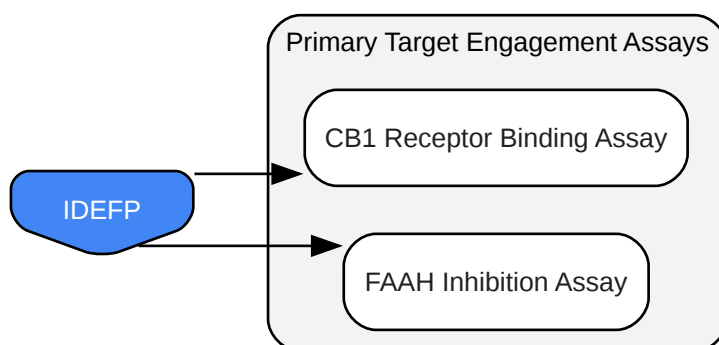 Primary Target Engagement Assays
CB1 Receptor Binding Assay
IDEFP
FAAH Inhibition Assay